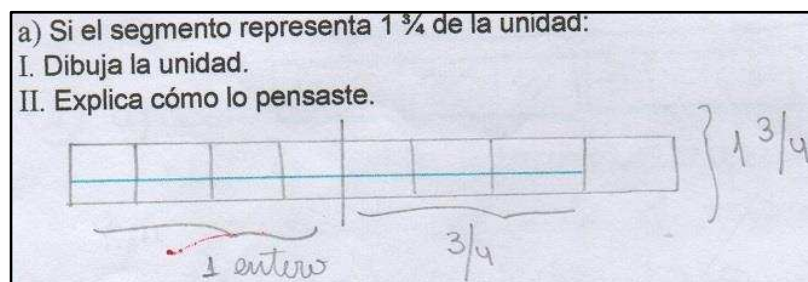 a) Si el segmento representa 1 ¾ de la unidad:
I. Dibuja la unidad.
II. Explica cómo lo pensaste.
1 3/4
1 entero
3/4